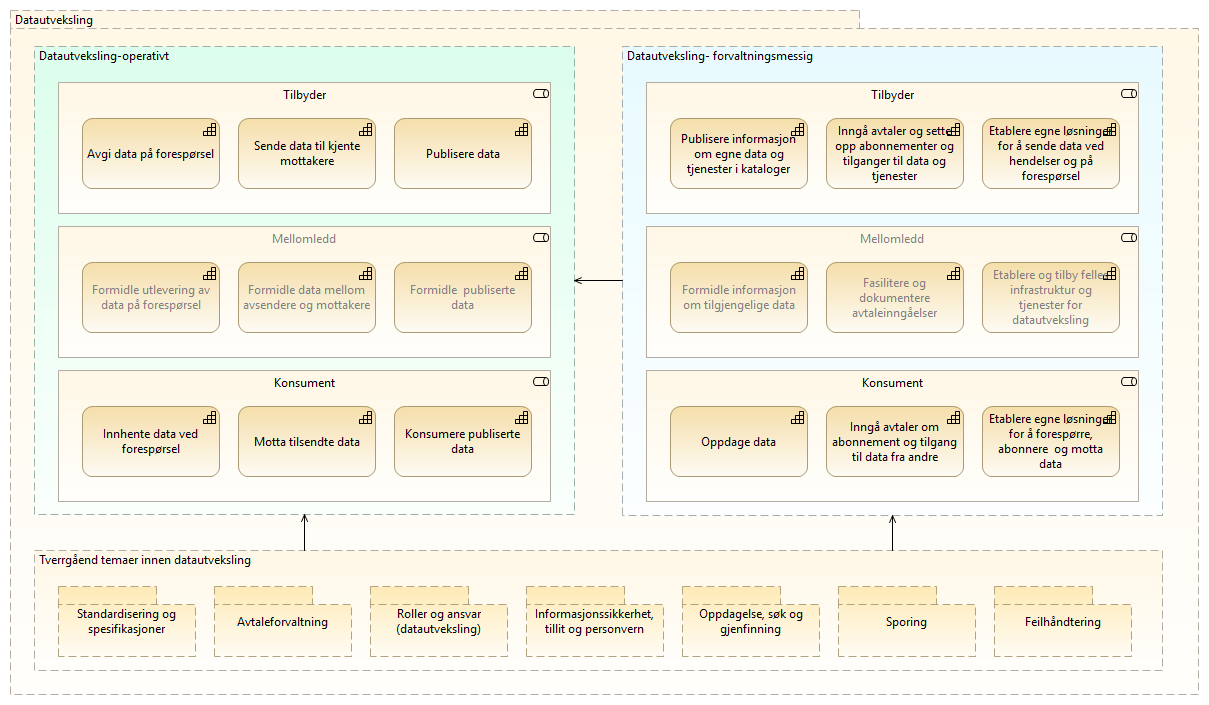 Datautveksling
Datautveksling-operativt
Tilbyder
Avgi data på forespørsel
Sende data til kjente
mottakere
Publisere data
Mellomledd
Formidle utlevering av
data på forespørsel
Formidle data mellom
avsendere og mottakere
Formidle  publiserte
data
Konsument
Innhente data ved
forespørsel
Motta tilsendte data
Konsumere publiserte
data
Datautveksling- forvaltningsmessig
Tilbyder
Publisere informasjon
om egne data og
tjenester i kataloger
Inngå avtaler og sette
opp abonnementer og
tilganger til data og
tjenester
Etablere egne løsninger
for å sende data ved
hendelser og på
forespørsel
Mellomledd
Formidle informasjon
om tilgjengelige data
Fasilitere og
dokumentere
avtaleinngåelser
Etablere og tilby felles
infrastruktur og
tjenester for
datautveksling
Konsument
Oppdage data
Inngå avtaler om
abonnement og tilgang
til data fra andre
Etablere egne løsninger
for å forespørre,
abonnere  og motta
data
Tverrgåend temaer innen datautveksling
Standardisering og
spesifikasjoner
Avtaleforvaltning
Roller og ansvar
(datautveksling)
Informasjonssikkerhet,
tillit og personvern
Oppdagelse, søk og
gjenfinning
Sporing
Feilhåndtering